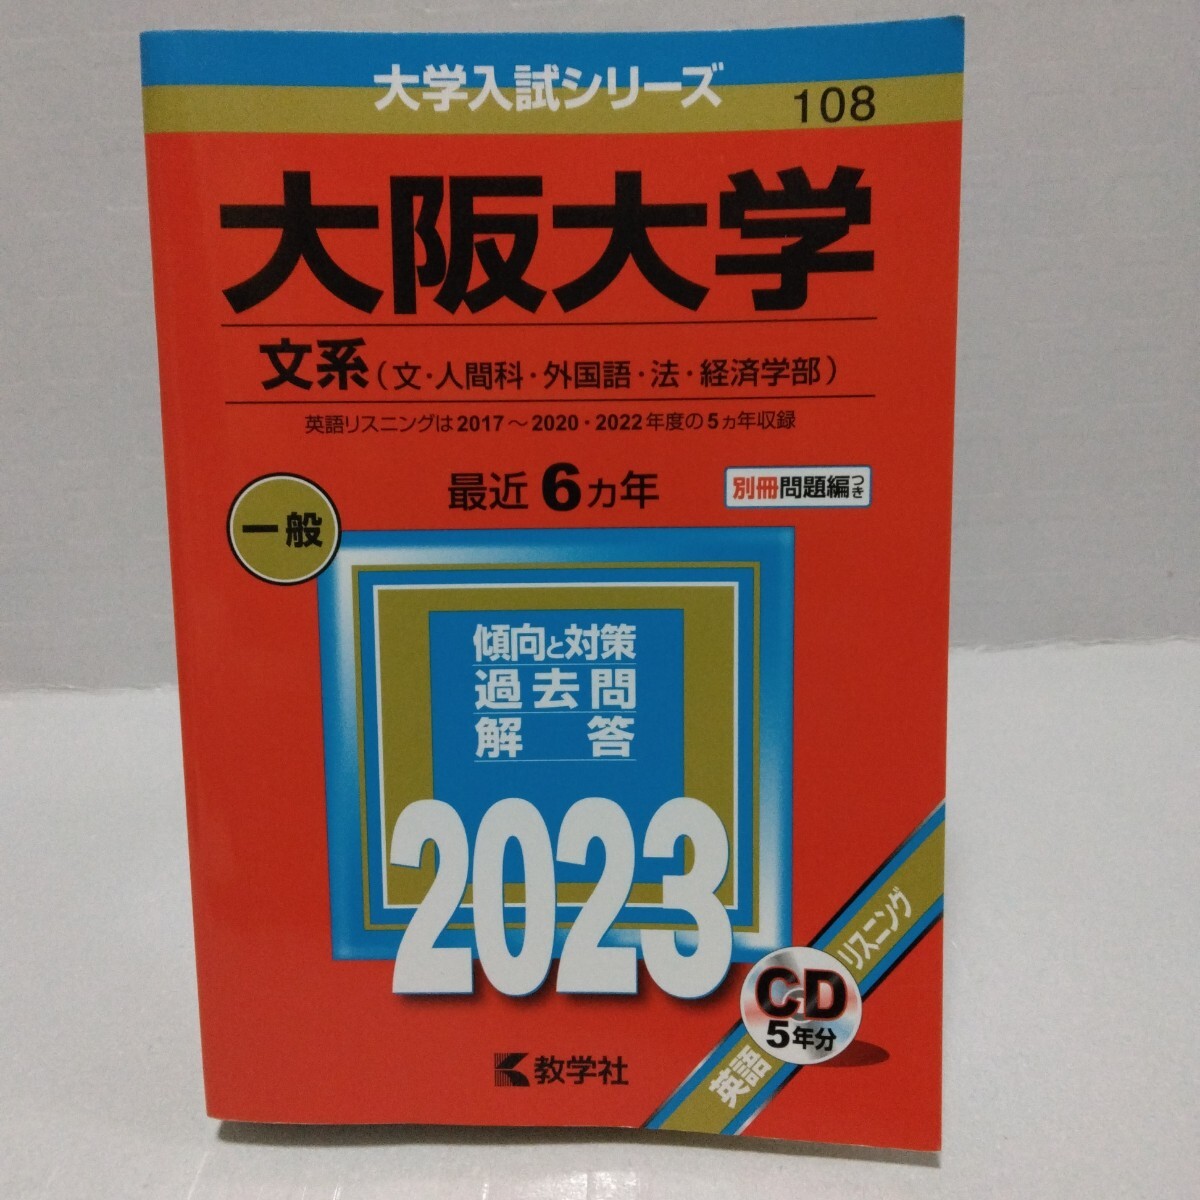 大学入試シリーズ
108
大阪大学
文系(文・人間科・外国語・法・経済学部)
英語リスニングは2017～2020・2022年度の5ヵ年収録
最近6ヵ年
別冊問題編つき
一般
傾向と対策
過去問
解答
2023
英語リスニング
CD
5年分
教学社